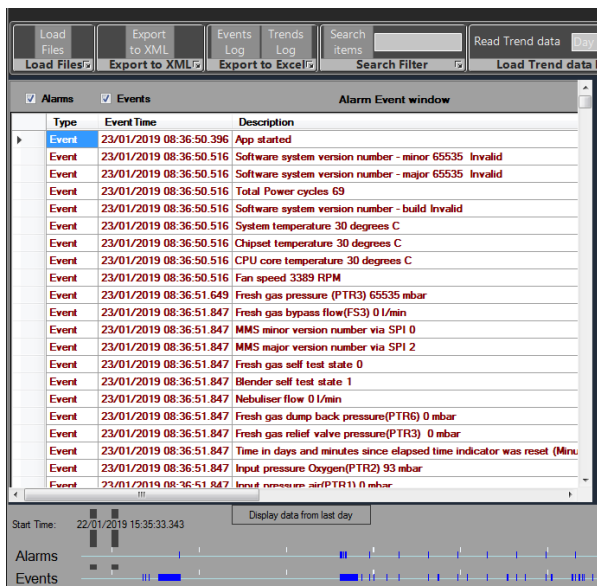 Load Files
Export to XML
Events Log
Trends Log
Search items
Read Trend data Day
Load Files
Export to XML
Export to Excel
Search Filter
Load Trend data
Alarms
Events
Alarm Event window
Type EventTime Description
Event 23/01/2019 08:36:50.396 App started
Event 23/01/2019 08:36:50.516 Software system version number - minor 65535 Invalid
Event 23/01/2019 08:36:50.516 Software system version number - major 65535 Invalid
Event 23/01/2019 08:36:50.516 Total Power cycles 69
Event 23/01/2019 08:36:50.516 Software system version number - build Invalid
Event 23/01/2019 08:36:50.516 System temperature 30 degrees C
Event 23/01/2019 08:36:50.516 Chipset temperature 30 degrees C
Event 23/01/2019 08:36:50.516 CPU core temperature 30 degrees C
Event 23/01/2019 08:36:50.516 Fan speed 3389 RPM
Event 23/01/2019 08:36:51.649 Fresh gas pressure (PTR3) 65535 mbar
Event 23/01/2019 08:36:51.847 Fresh gas bypass flow(FS3) 0 l/min
Event 23/01/2019 08:36:51.847 MMS minor version number via SPI 0
Event 23/01/2019 08:36:51.847 MMS major version number via SPI 2
Event 23/01/2019 08:36:51.847 Fresh gas self test state 0
Event 23/01/2019 08:36:51.847 Blender self test state 1
Event 23/01/2019 08:36:51.847 Nebuliser flow 0 l/min
Event 23/01/2019 08:36:51.847 Fresh gas dump back pressure(PTR6) 0 mbar
Event 23/01/2019 08:36:51.847 Fresh gas relief valve pressure(PTR3) 0 mbar
Event 23/01/2019 08:36:51.847 Time in days and minutes since elapsed time indicator was reset (Minu
Event 23/01/2019 08:36:51.847 Input pressure Oxygen(PTR2) 93 mbar
Event 23/01/2019 08:36:51.847 Input pressure air(PTR1) 0 mbar
Display data from last day
Start Time: 22/01/2019 15:35:33.343
Alarms
Events